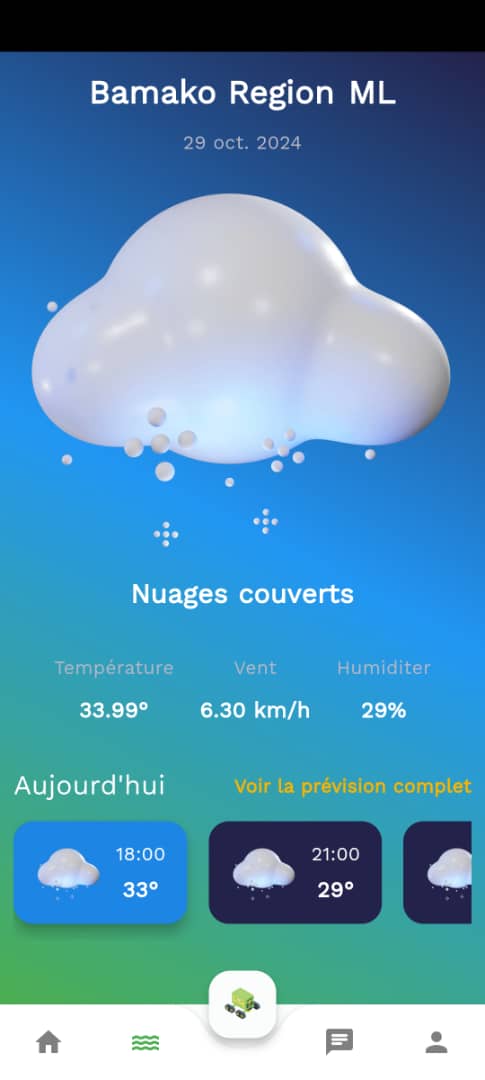 Bamako Region ML
29 oct. 2024
Nuages couverts
Température Vent Humiditer
33.99° 6.30 km/h 29%
Aujourd'hui Voir la prévision complet
18:00 21:00
33° 29°